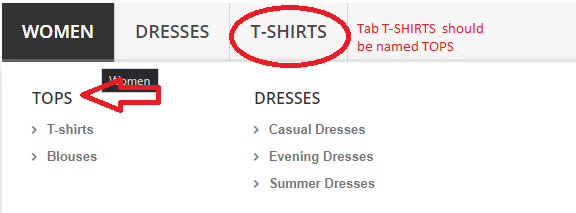 WOMEN DRESSES T-SHIRTS Tab T-SHIRTS should
be named TOPS
Women
TOPS DRESSES
T-shirts Casual Dresses
Blouses Evening Dresses
Summer Dresses